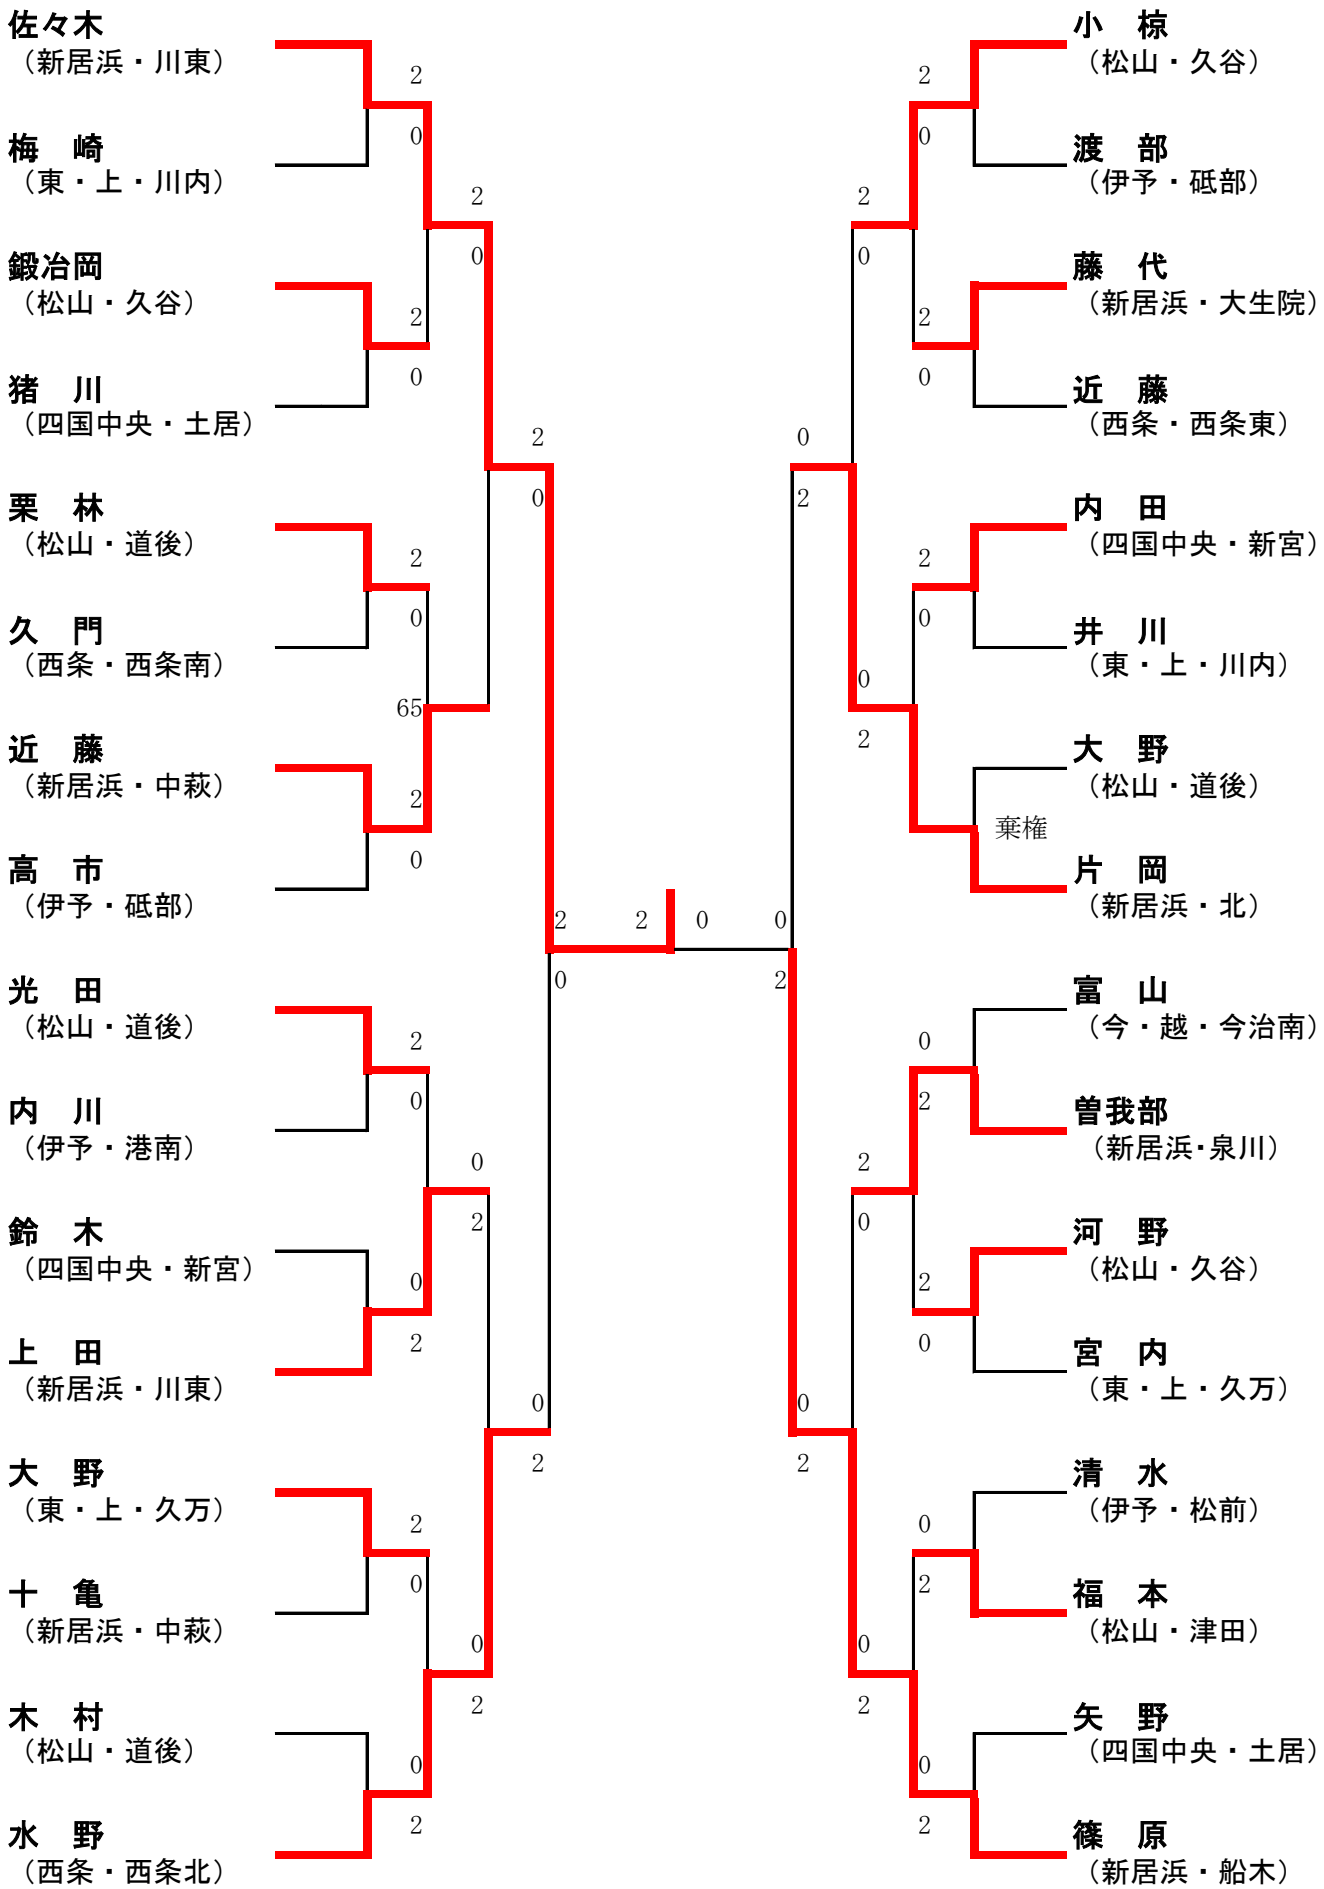 佐々木
（新居浜・川東）
2
0
梅　崎
（東・上・川内）
2
0
鍛冶岡
（松山・久谷）
2
0
猪　川
（四国中央・土居）
2
0
栗　林
（松山・道後）
2
0
久　門
（西条・西条南）
65
近　藤
（新居浜・中萩）
2
0
高　市
（伊予・砥部）
2
0
光　田
（松山・道後）
2
0
内　川
（伊予・港南）
0
2
鈴　木
（四国中央・新宮）
0
2
上　田
（新居浜・川東）
0
2
大　野
（東・上・久万）
2
0
十　亀
（新居浜・中萩）
0
2
木　村
（松山・道後）
0
2
水　野
（西条・西条北）
2
0
小　椋
（松山・久谷）
2
0
渡　部
（伊予・砥部）
2
0
藤　代
（新居浜・大生院）
2
0
近　藤
（西条・西条東）
0
2
内　田
（四国中央・新宮）
2
0
井　川
（東・上・川内）
0
2
大　野
（松山・道後）
棄権
片　岡
（新居浜・北）
0
2
富　山
（今・越・今治南）
0
2
曽我部
（新居浜・泉川）
2
0
河　野
（松山・久谷）
2
0
宮　内
（東・上・久万）
0
2
清　水
（伊予・松前）
0
2
福　本
（松山・津田）
0
2
矢　野
（四国中央・土居）
0
2
篠　原
（新居浜・船木）